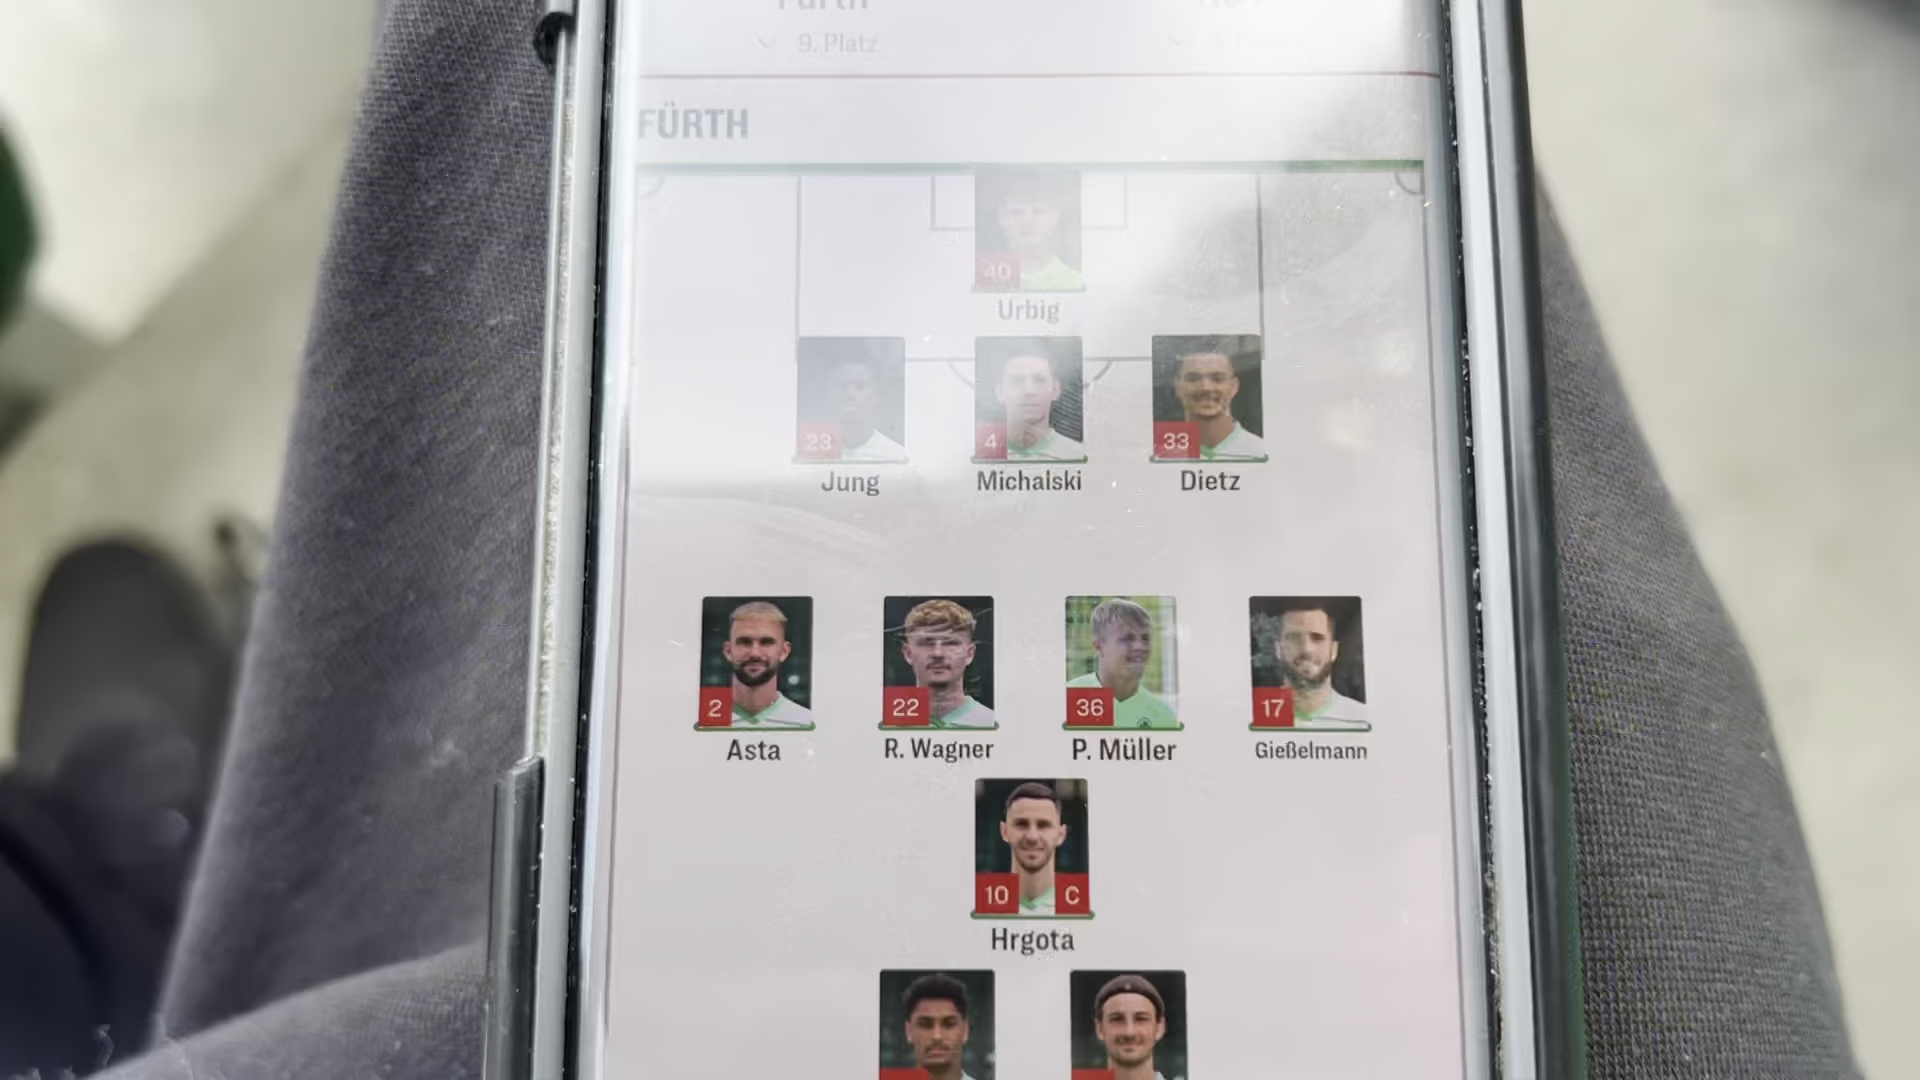 Fürth
9. Platz
FÜRTH
40
Urbig
23 4 33
Jung Michalski Dietz
2 22 36 17
Asta R. Wagner P. Müller Gießelmann
10 C
Hrgota